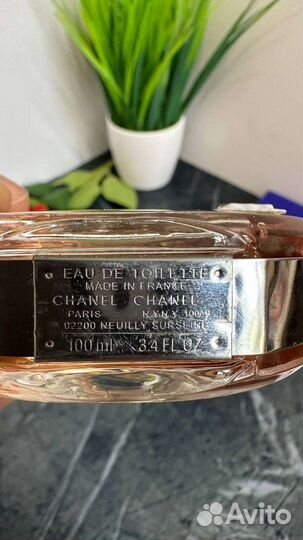 EAU DE TOILETTE
MADE IN FRANCE
CHANEL CHANEL
PARIS N.Y. N.Y. 10019
92200 NEUILLY SUR SEINE
100 ml 3.4 FL.OZ
Avito